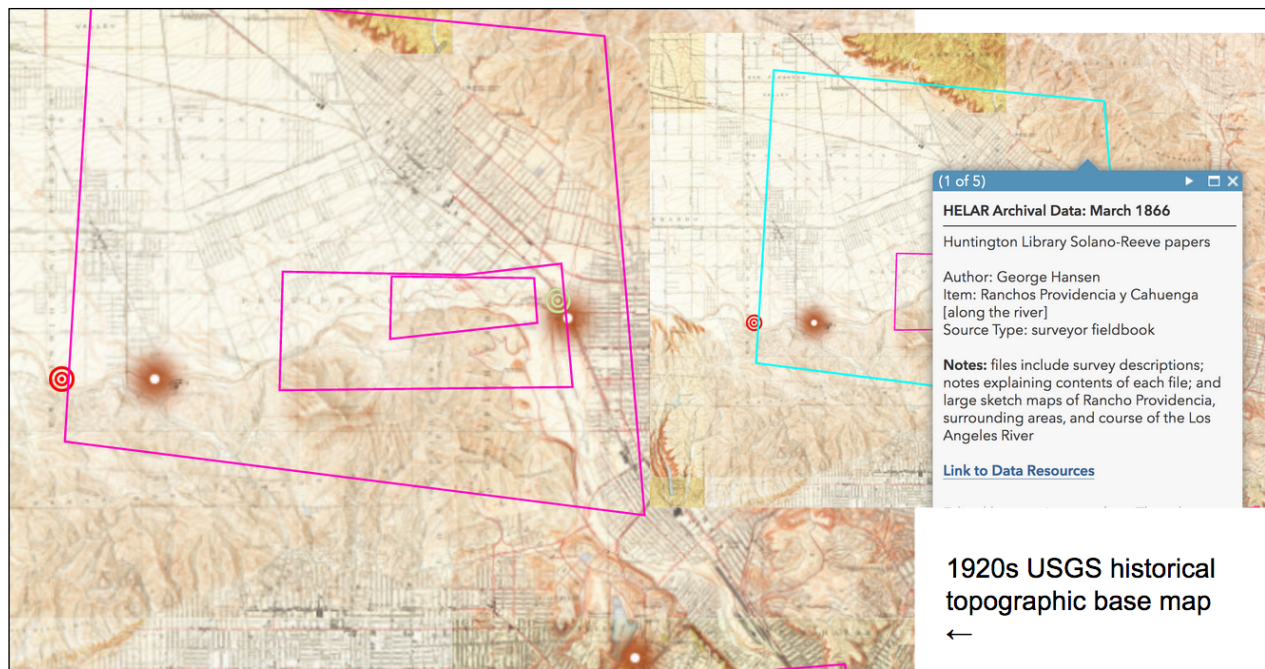 VALLEY
(1 of 5)
HELAR Archival Data: March 1866
Huntington Library Solano-Reeve papers
Author: George Hansen
Item: Ranchos Providencia y Cahuenga
[along the river]
Source Type: surveyor fieldbook
Notes: files include survey descriptions;
notes explaining contents of each file; and
large sketch maps of Rancho Providencia,
surrounding areas, and course of the Los
Angeles River
Link to Data Resources
1920s USGS historical
topographic base map
←